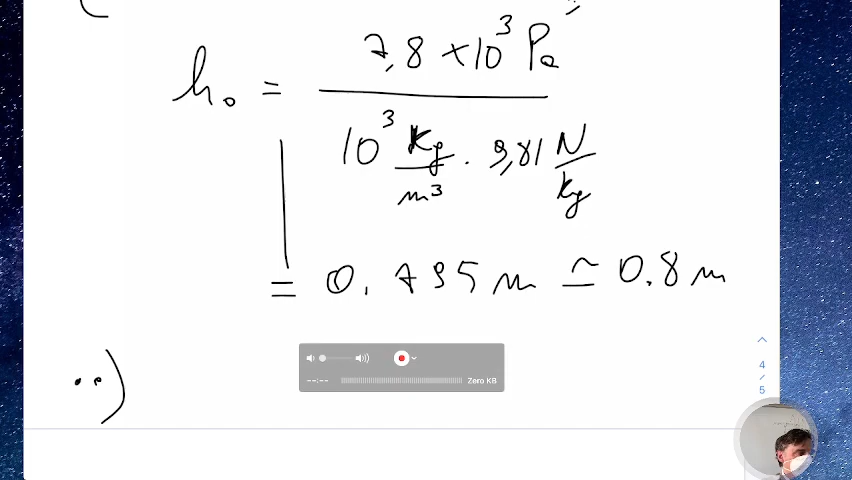 h₀ = 7,8 × 10³ Pa
10³ kg/m³ · 9,81 N/kg
= 0.795 m ≃ 0.8 m
--:-- Zero KB
4
/
5
..)